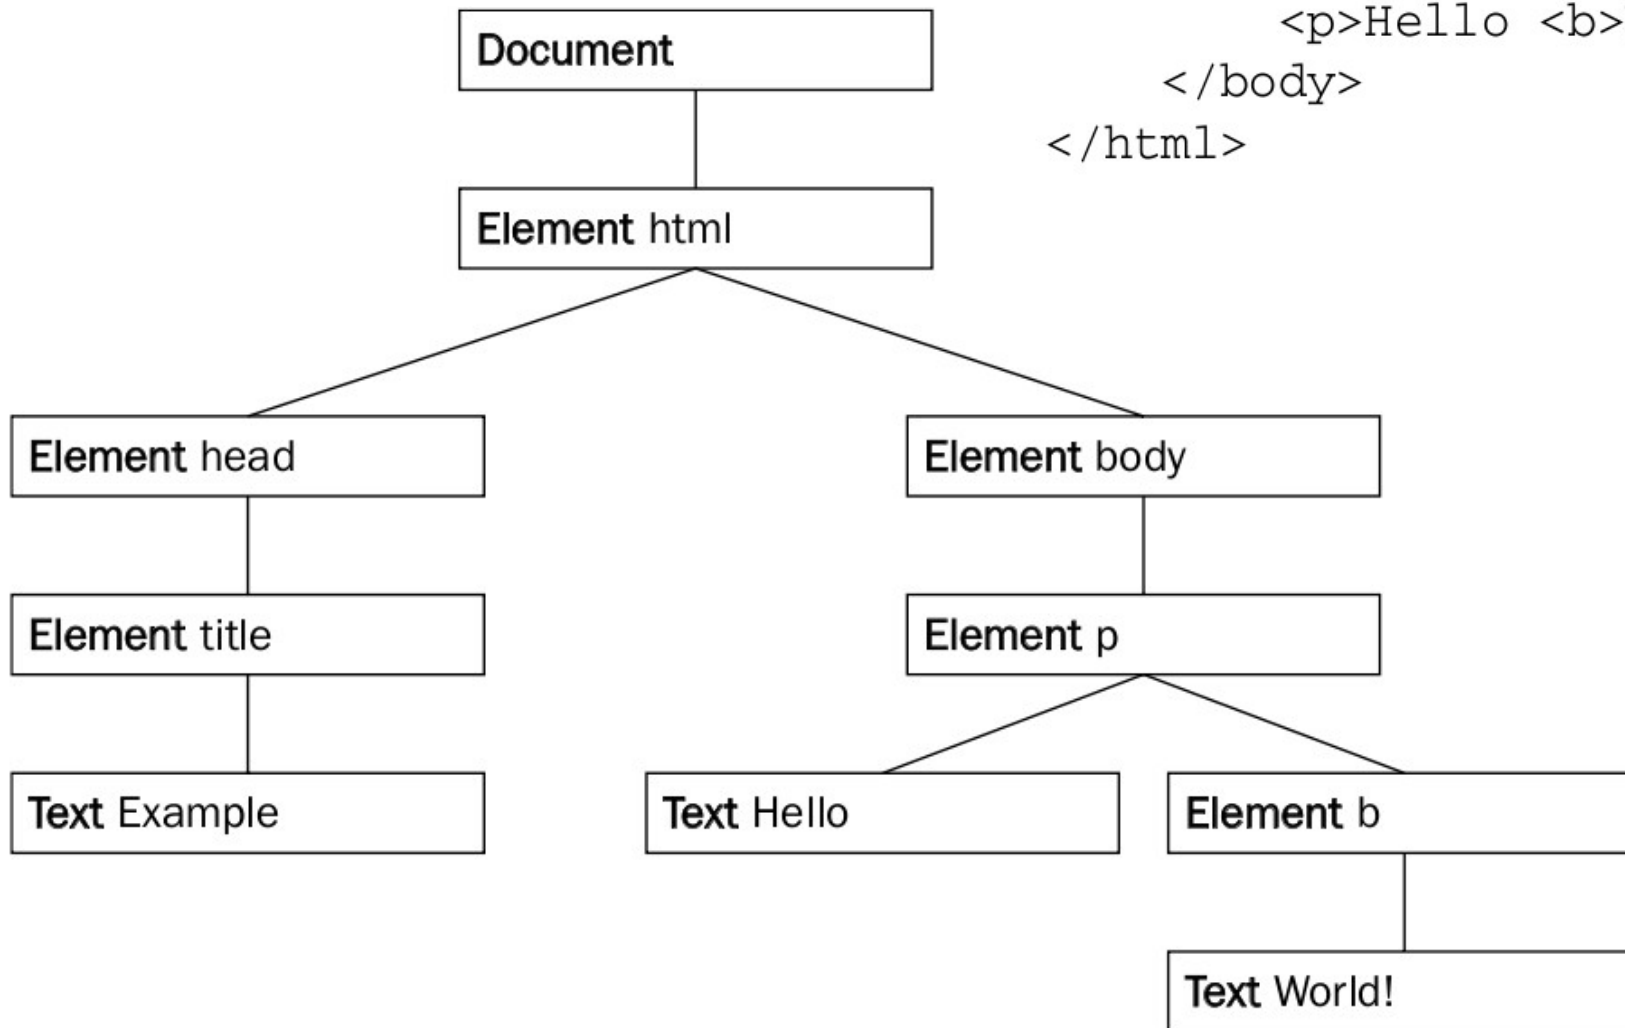 <p>Hello <b>
</body>
</html>
Document
Element html
Element head
Element body
Element title
Element p
Text Example
Text Hello
Element b
Text World!